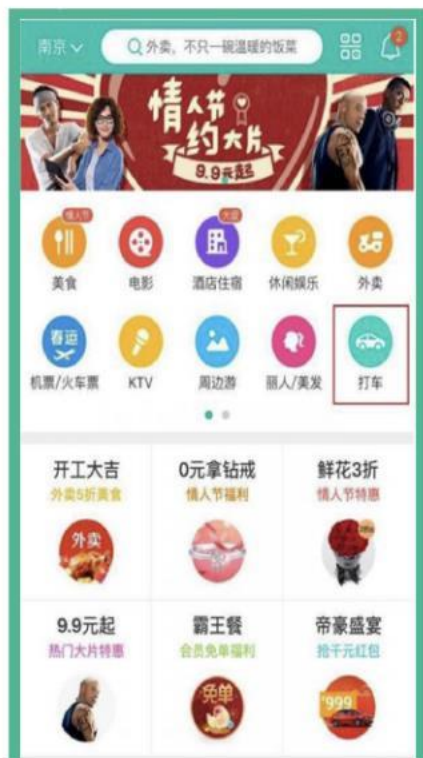 南京
外卖，不只一碗温暖的饭菜
2
情人节
约大片
9.9元起
情人节
美食
电影
酒店住宿
休闲娱乐
外卖
春运
机票/火车票
KTV
周边游
丽人/美发
打车
开工大吉
0元拿钻戒
鲜花3折
外卖5折美食
情人节福利
情人节特惠
外卖
9.9元起
霸王餐
帝豪盛宴
热门大片特惠
会员免单福利
抢千元红包
免单
999